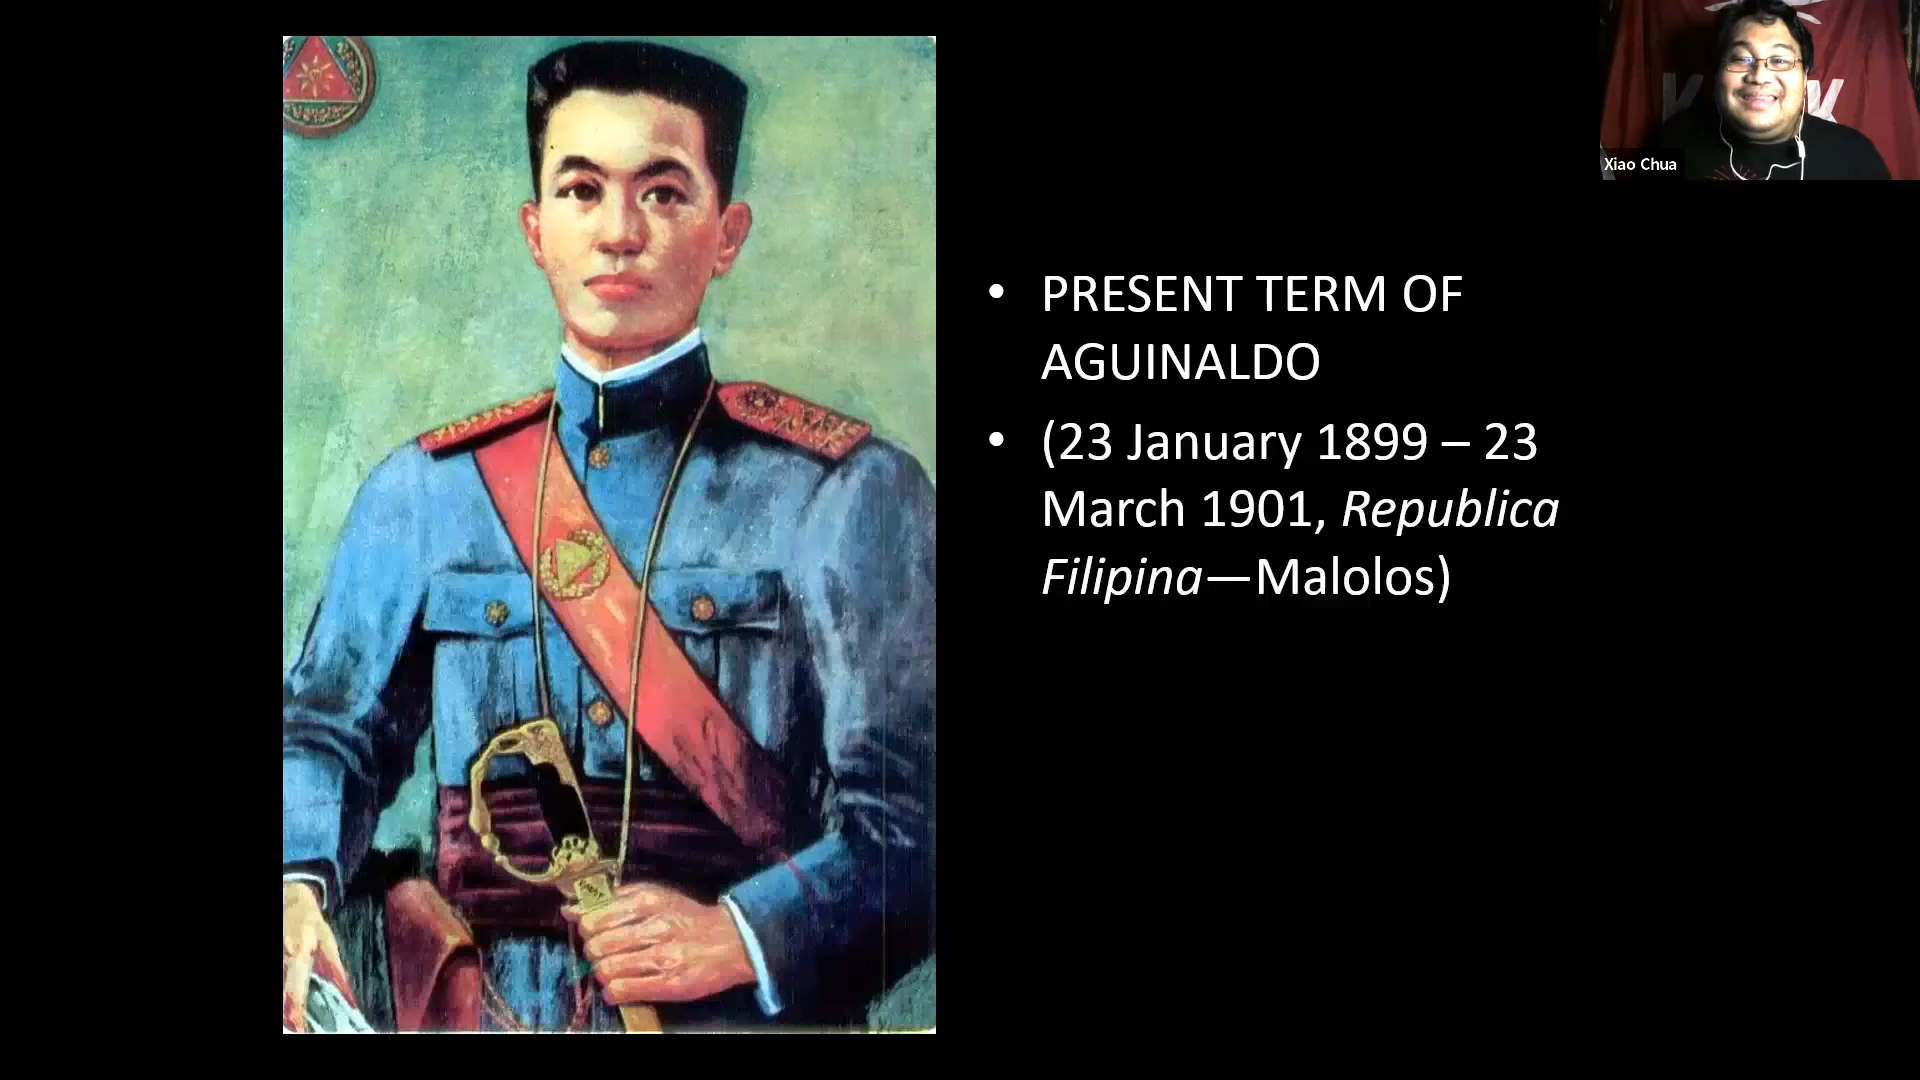 Xiao Chua
• PRESENT TERM OF
AGUINALDO
• (23 January 1899 – 23
March 1901, Republica
Filipina—Malolos)